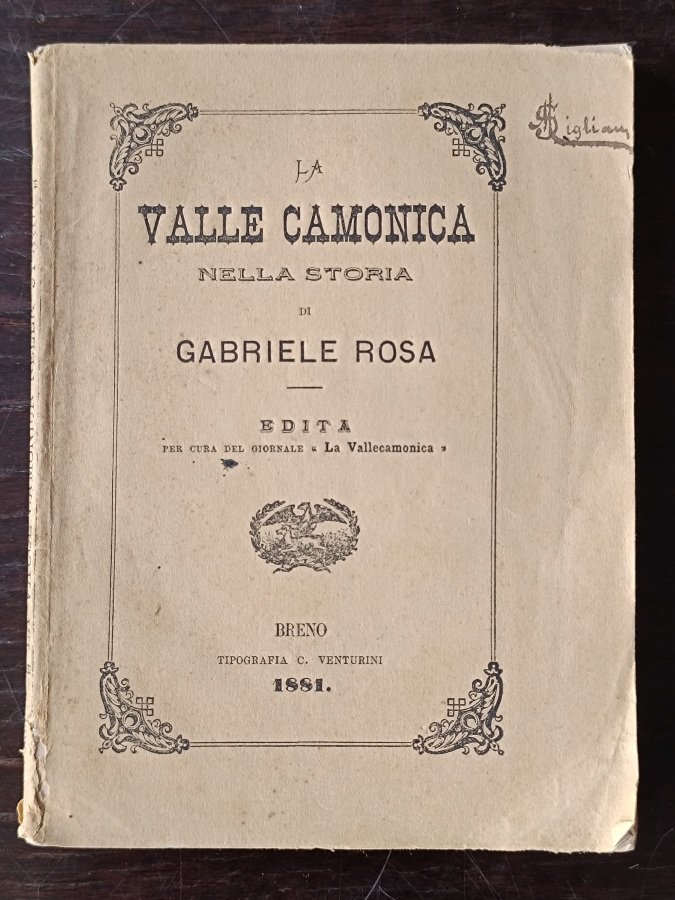 LA
VALLE CAMONICA
NELLA STORIA
DI
GABRIELE ROSA
EDITA
PER CURA DEL GIORNALE « La Vallecamonica »
BRENO
TIPOGRAFIA C. VENTURINI
1881.